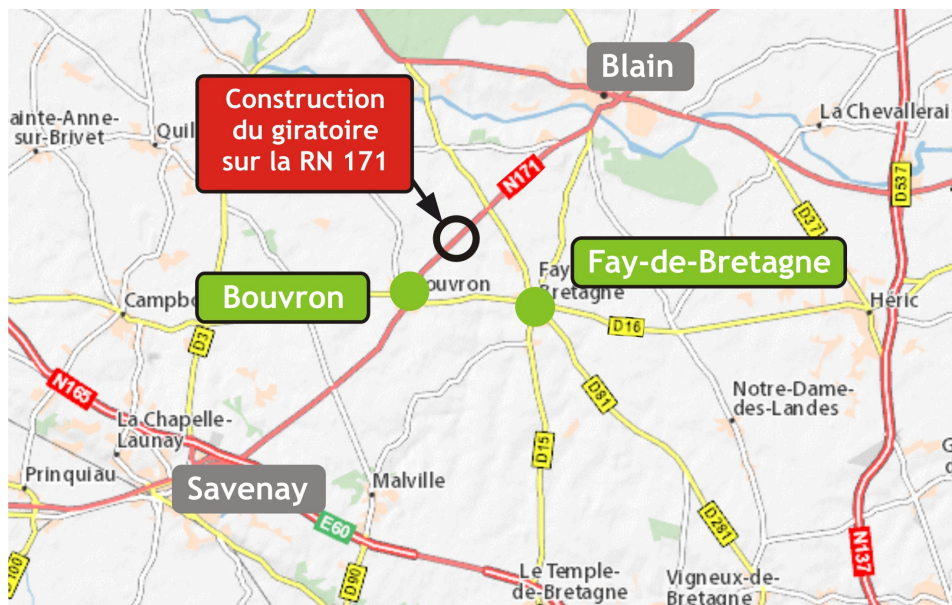 Blain
Construction
du giratoire
sur la RN 171
La Chevallerai
ainte-Anne-
sur-Brivet
Quil
N171
D537
D37
Fay-de-Bretagne
Fay
Bretagne
Bouvron
ouvron
Campbo
Héric
D16
D3
N165
D81
Notre-Dame-
des-Landes
La Chapelle-
Launay
D15
Prinquiau
Savenay
Malville
E60
D281
N137
D90
Le Temple-
de-Bretagne
Vigneux-de-
Bretagne